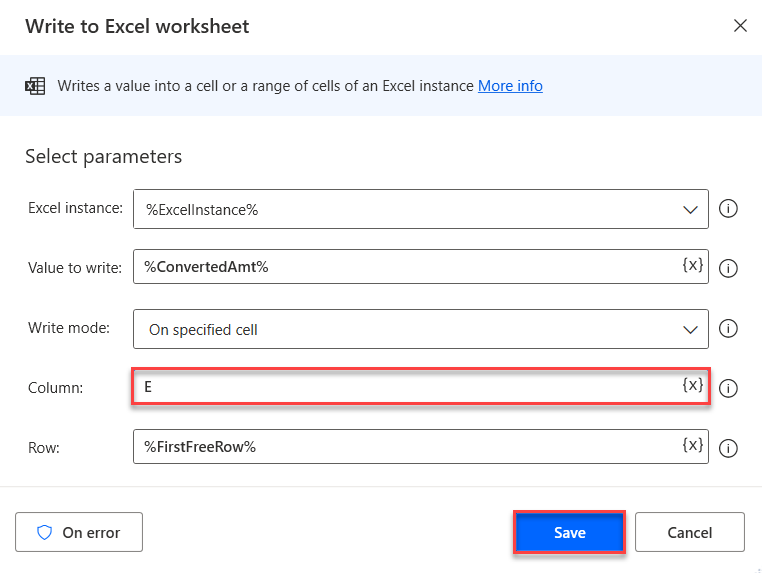 Write to Excel worksheet
Writes a value into a cell or a range of cells of an Excel instance More info
Select parameters
Excel instance: %ExcelInstance%
Value to write: %ConvertedAmt% {x}
Write mode: On specified cell
Column: E {x}
Row: %FirstFreeRow% {x}
On error Save Cancel